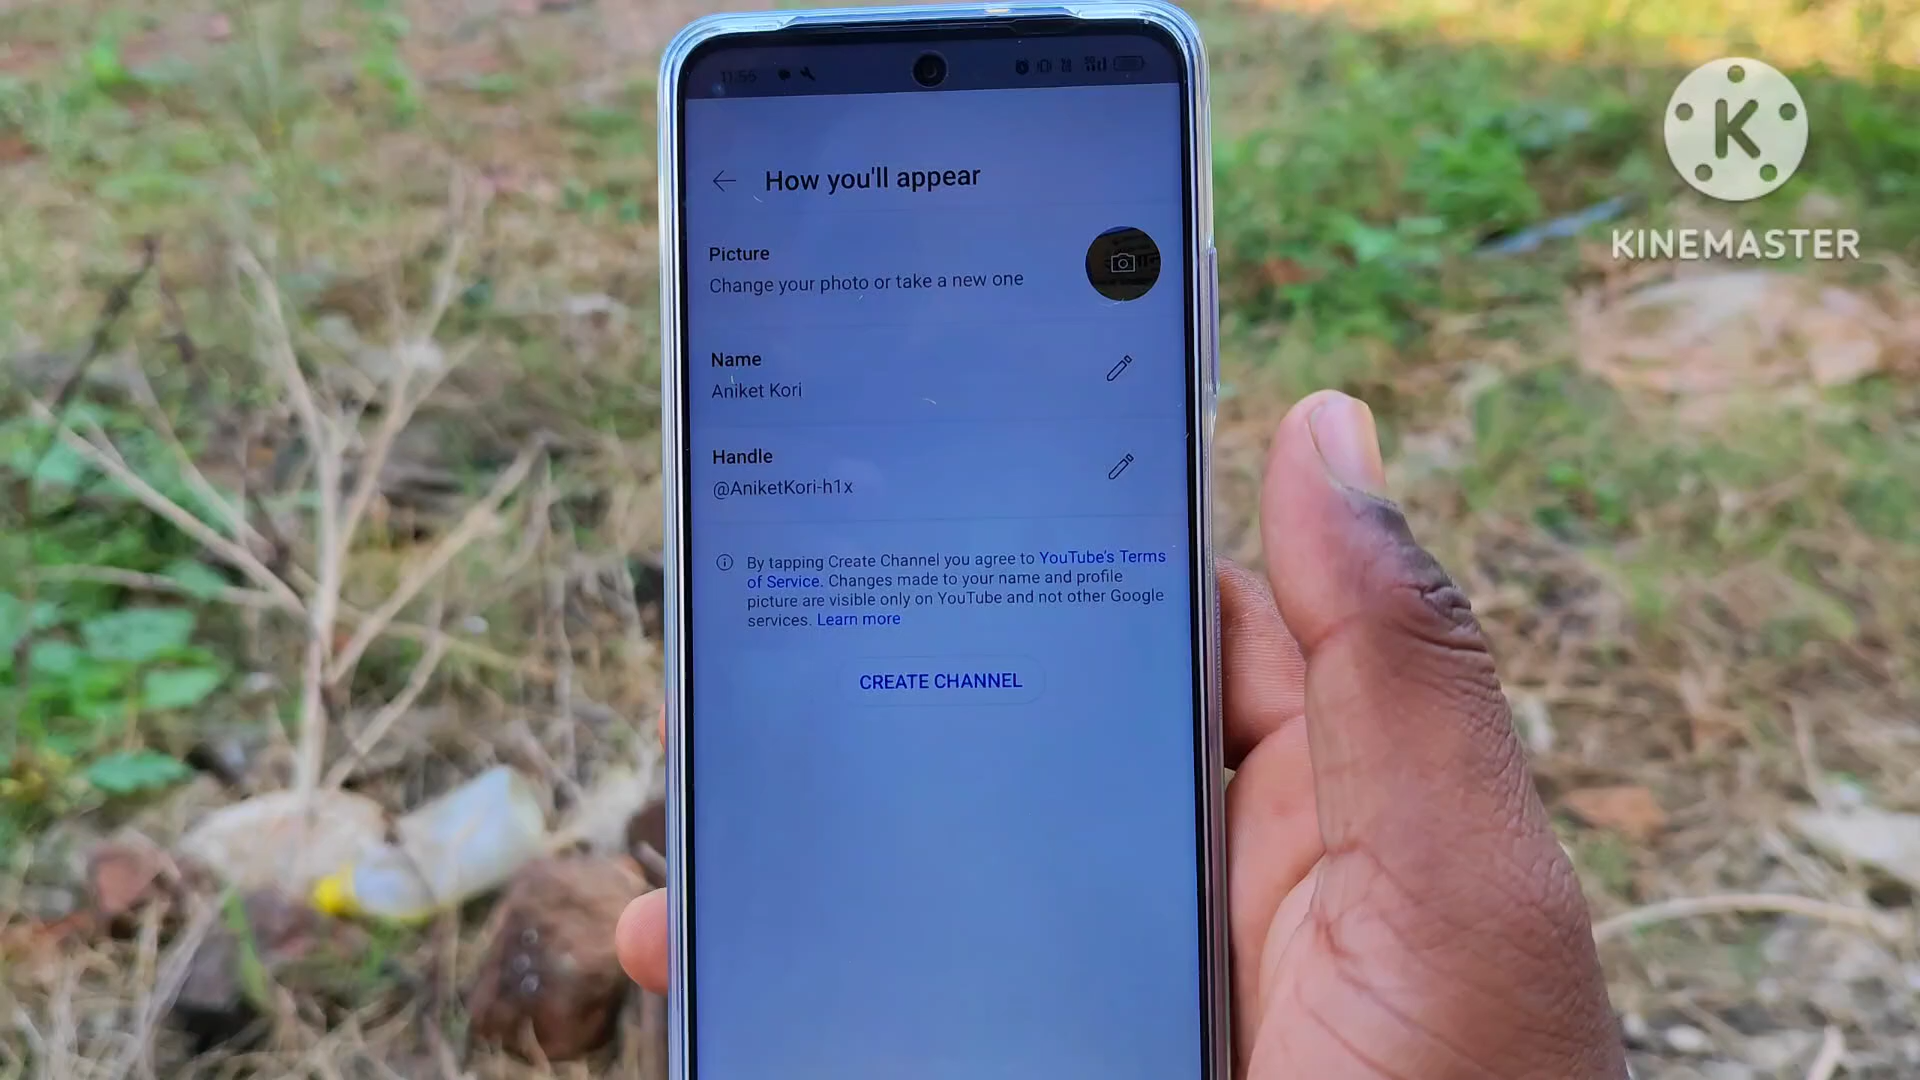 11:56
K
KINEMASTER
How you'll appear
Picture
Change your photo or take a new one
Name
Aniket Kori
Handle
@AniketKori-h1x
By tapping Create Channel you agree to YouTube's Terms
of Service. Changes made to your name and profile
picture are visible only on YouTube and not other Google
services. Learn more
CREATE CHANNEL